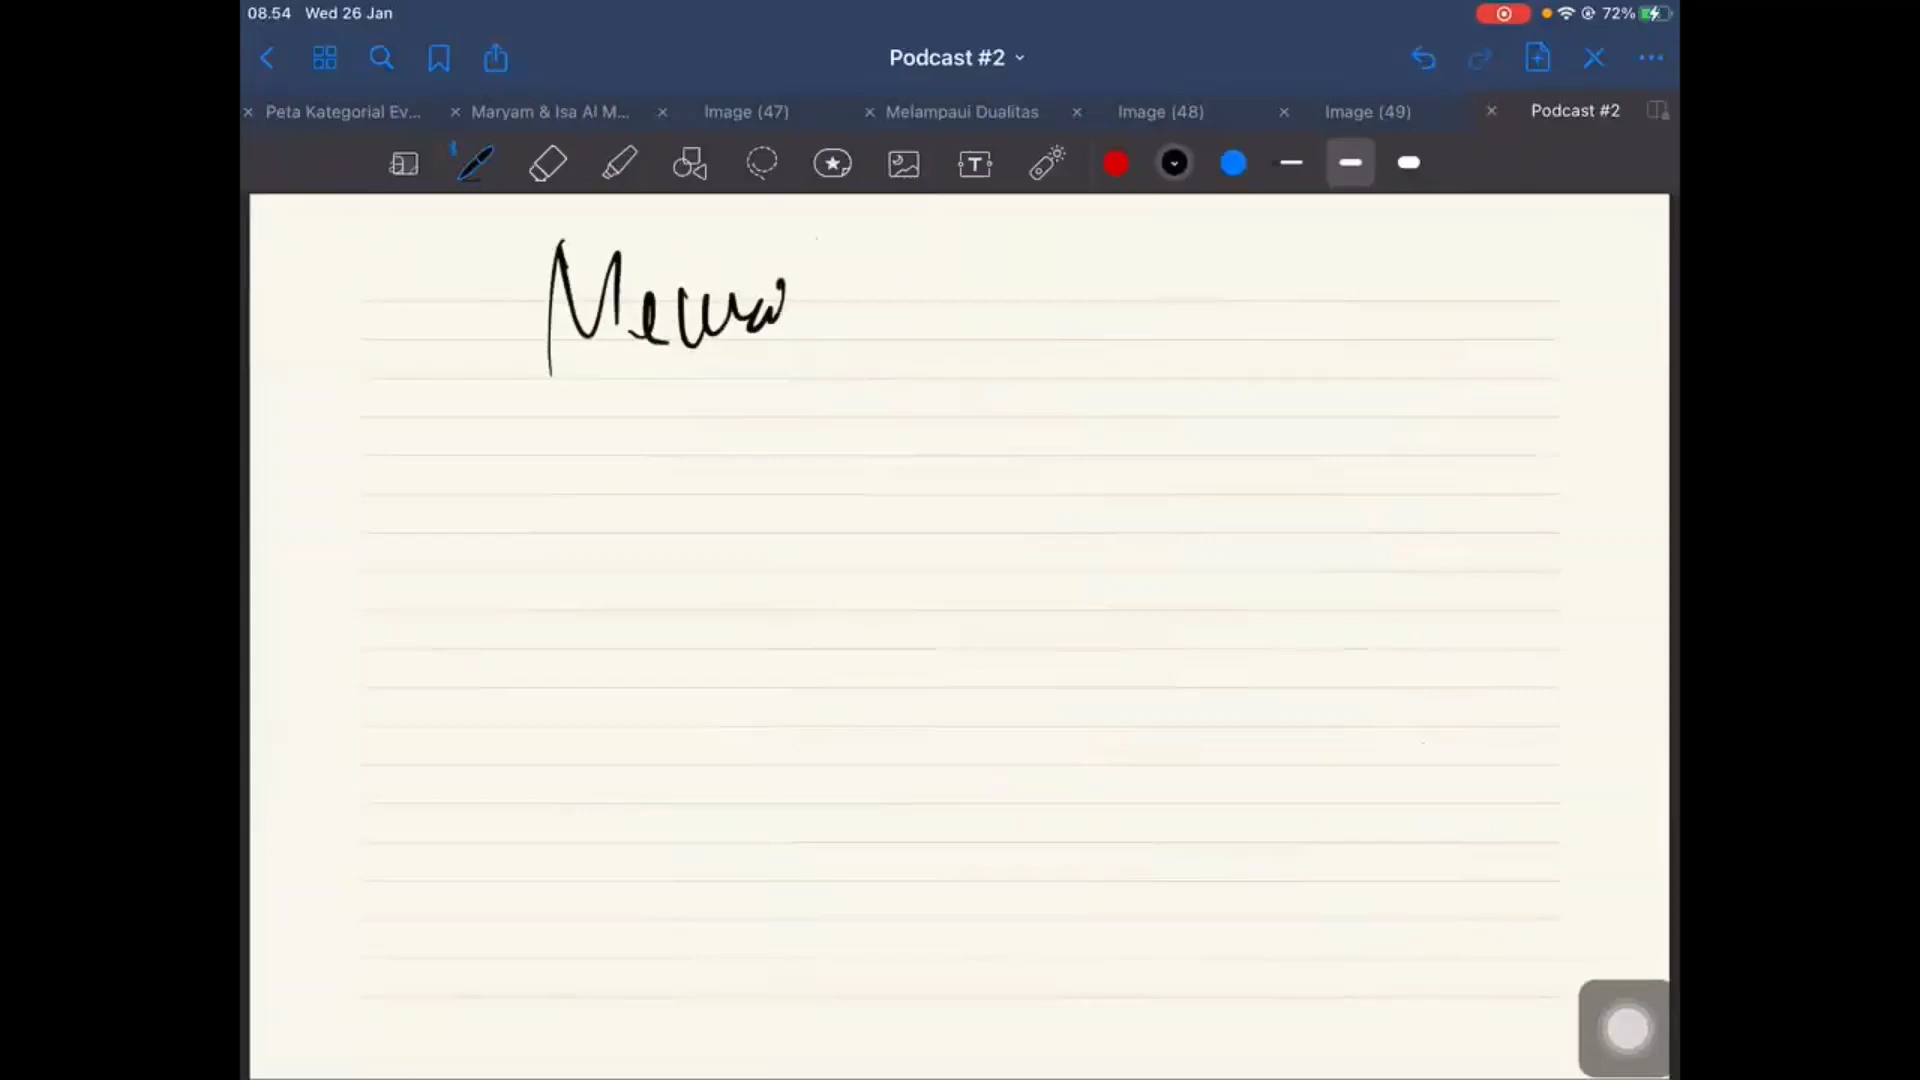 08.54 Wed 26 Jan 72%
Podcast #2
Peta Kategorial Ev... Maryam & Isa Al M... Image (47) Melampaui Dualitas Image (48) Image (49) Podcast #2
T